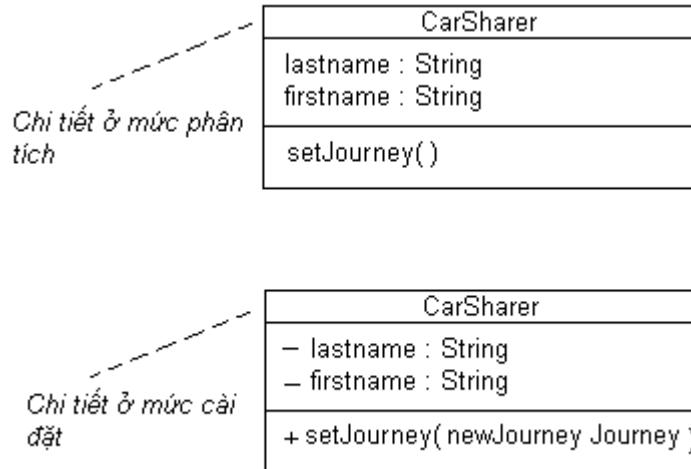 CarSharer
lastname : String
firstname : String
Chi tiết ở mức phân
tích
setJourney( )
CarSharer
– lastname : String
– firstname : String
Chi tiết ở mức cài
đặt
+ setJourney( newJourney Journey )